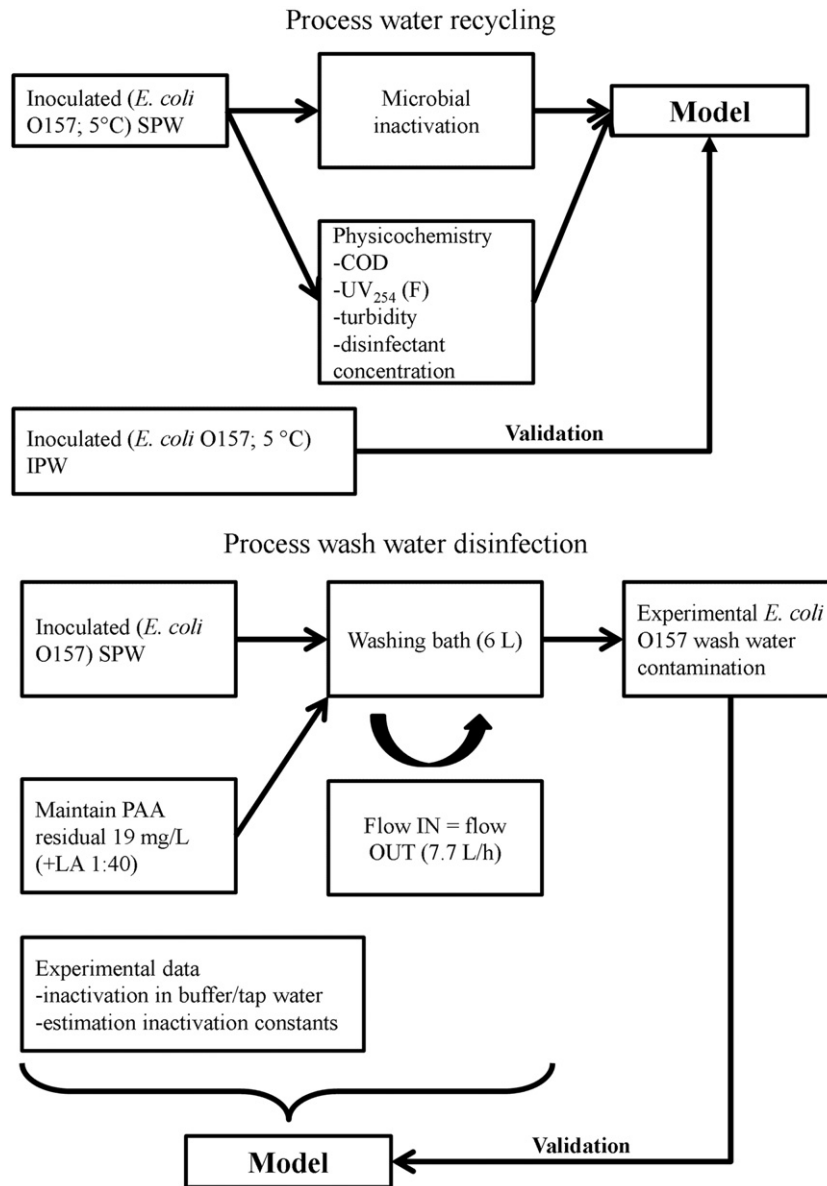 Process water recycling
Inoculated (E. coli
O157; 5°C) SPW
Microbial
inactivation
Model
Physicochemistry
-COD
-UV254 (F)
-turbidity
-disinfectant
concentration
Inoculated (E. coli O157; 5 °C)
IPW
Validation
Process wash water disinfection
Inoculated (E. coli
O157) SPW
Washing bath (6 L)
Experimental E. coli
O157 wash water
contamination
Maintain PAA
residual 19 mg/L
(+LA 1:40)
Flow IN = flow
OUT (7.7 L/h)
Experimental data
-inactivation in buffer/tap water
-estimation inactivation constants
Validation
Model